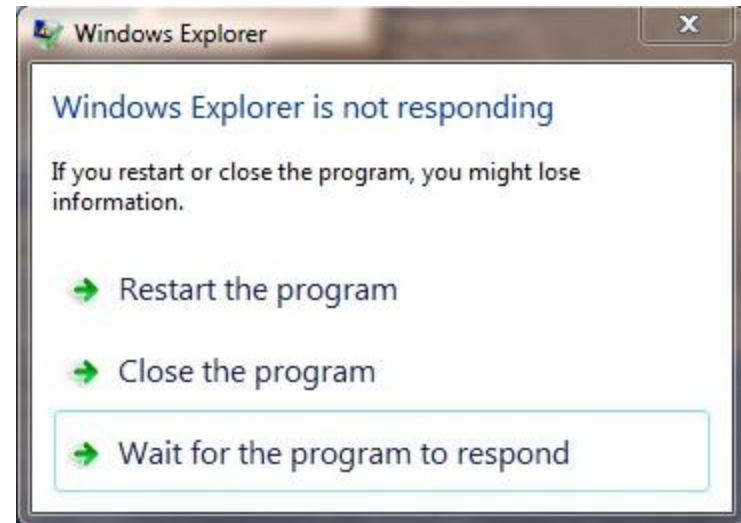 Windows Explorer
Windows Explorer is not responding
If you restart or close the program, you might lose
information.
Restart the program
Close the program
Wait for the program to respond